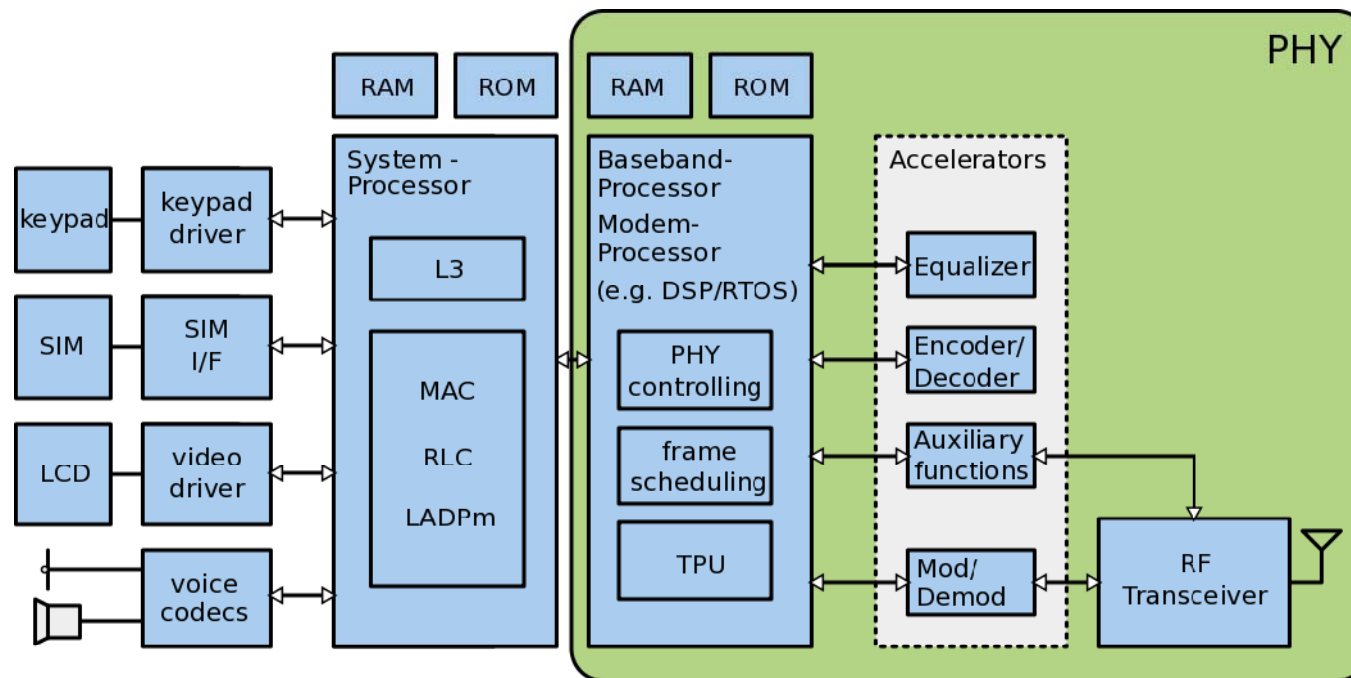 PHY
RAM
ROM
RAM
ROM
keypad
keypad
driver
SIM
SIM
I/F
LCD
video
driver
voice
codecs
System -
Processor
L3
MAC
RLC
LADPm
Baseband-
Processor
Modem-
Processor
(e.g. DSP/RTOS)
PHY
controlling
frame
scheduling
TPU
Accelerators
Equalizer
Encoder/
Decoder
Auxiliary
functions
Mod/
Demod
RF
Transceiver